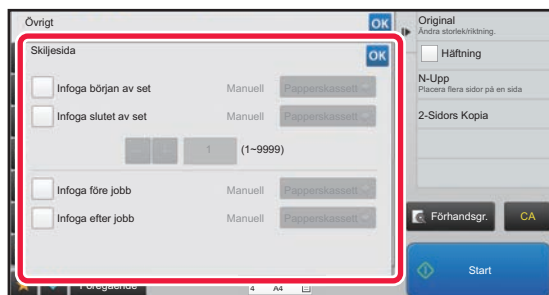 Övrigt OK
Skiljesida OK
Infoga början av set Manuell Papperskassett
Infoga slutet av set Manuell Papperskassett
1 (1~9999)
Infoga före jobb Manuell Papperskassett
Infoga efter jobb Manuell Papperskassett
Föregående
4 A4
Original
Ändra storlek/riktning.
Häftning
N-Upp
Placera flera sidor på en sida
2-Sidors Kopia
Förhandsgr. CA
Start